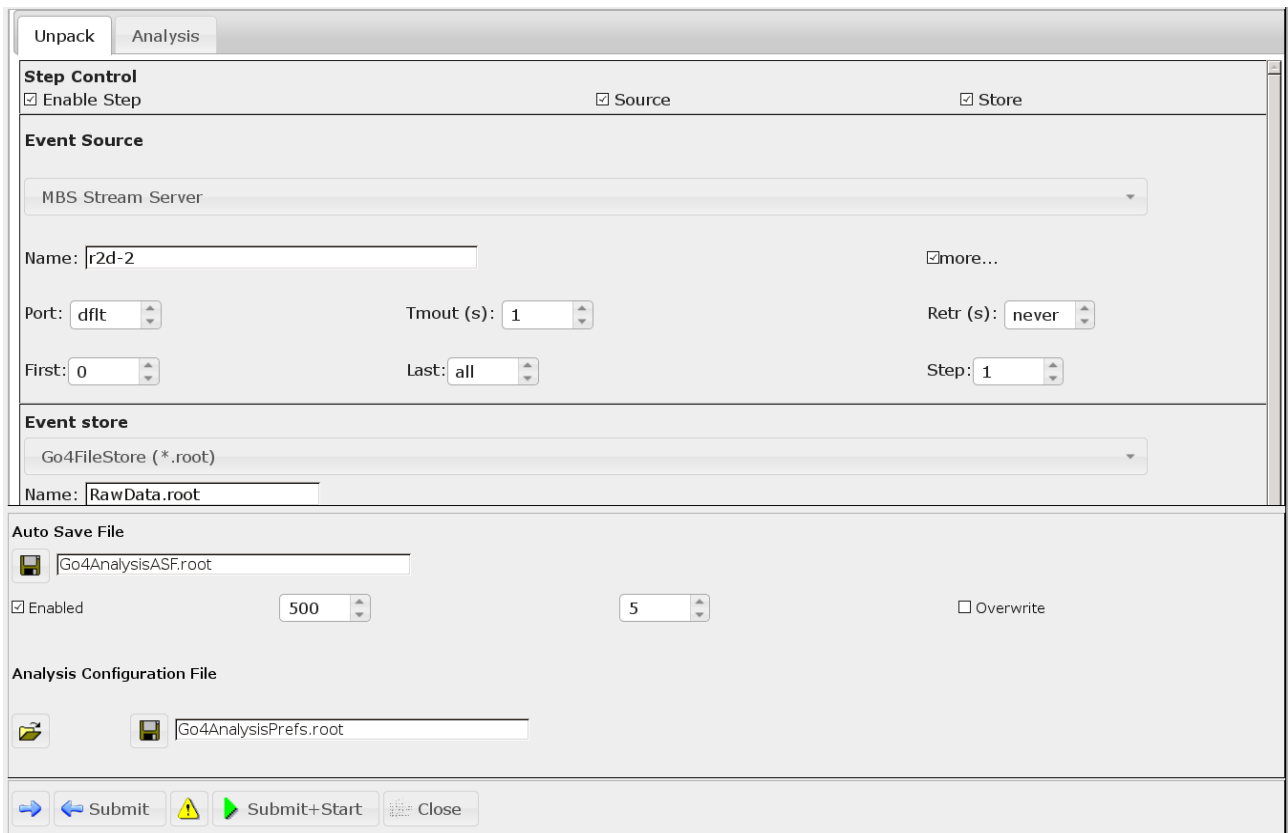 Unpack Analysis
Step Control
Enable Step Source Store
Event Source
MBS Stream Server
Name: r2d-2 more...
Port: dflt Tmout (s): 1 Retr (s): never
First: 0 Last: all Step: 1
Event store
Go4FileStore (*.root)
Name: RawData.root
Auto Save File
Go4AnalysisASF.root
Enabled 500 5 Overwrite
Analysis Configuration File
Go4AnalysisPrefs.root
Submit Submit+Start Close